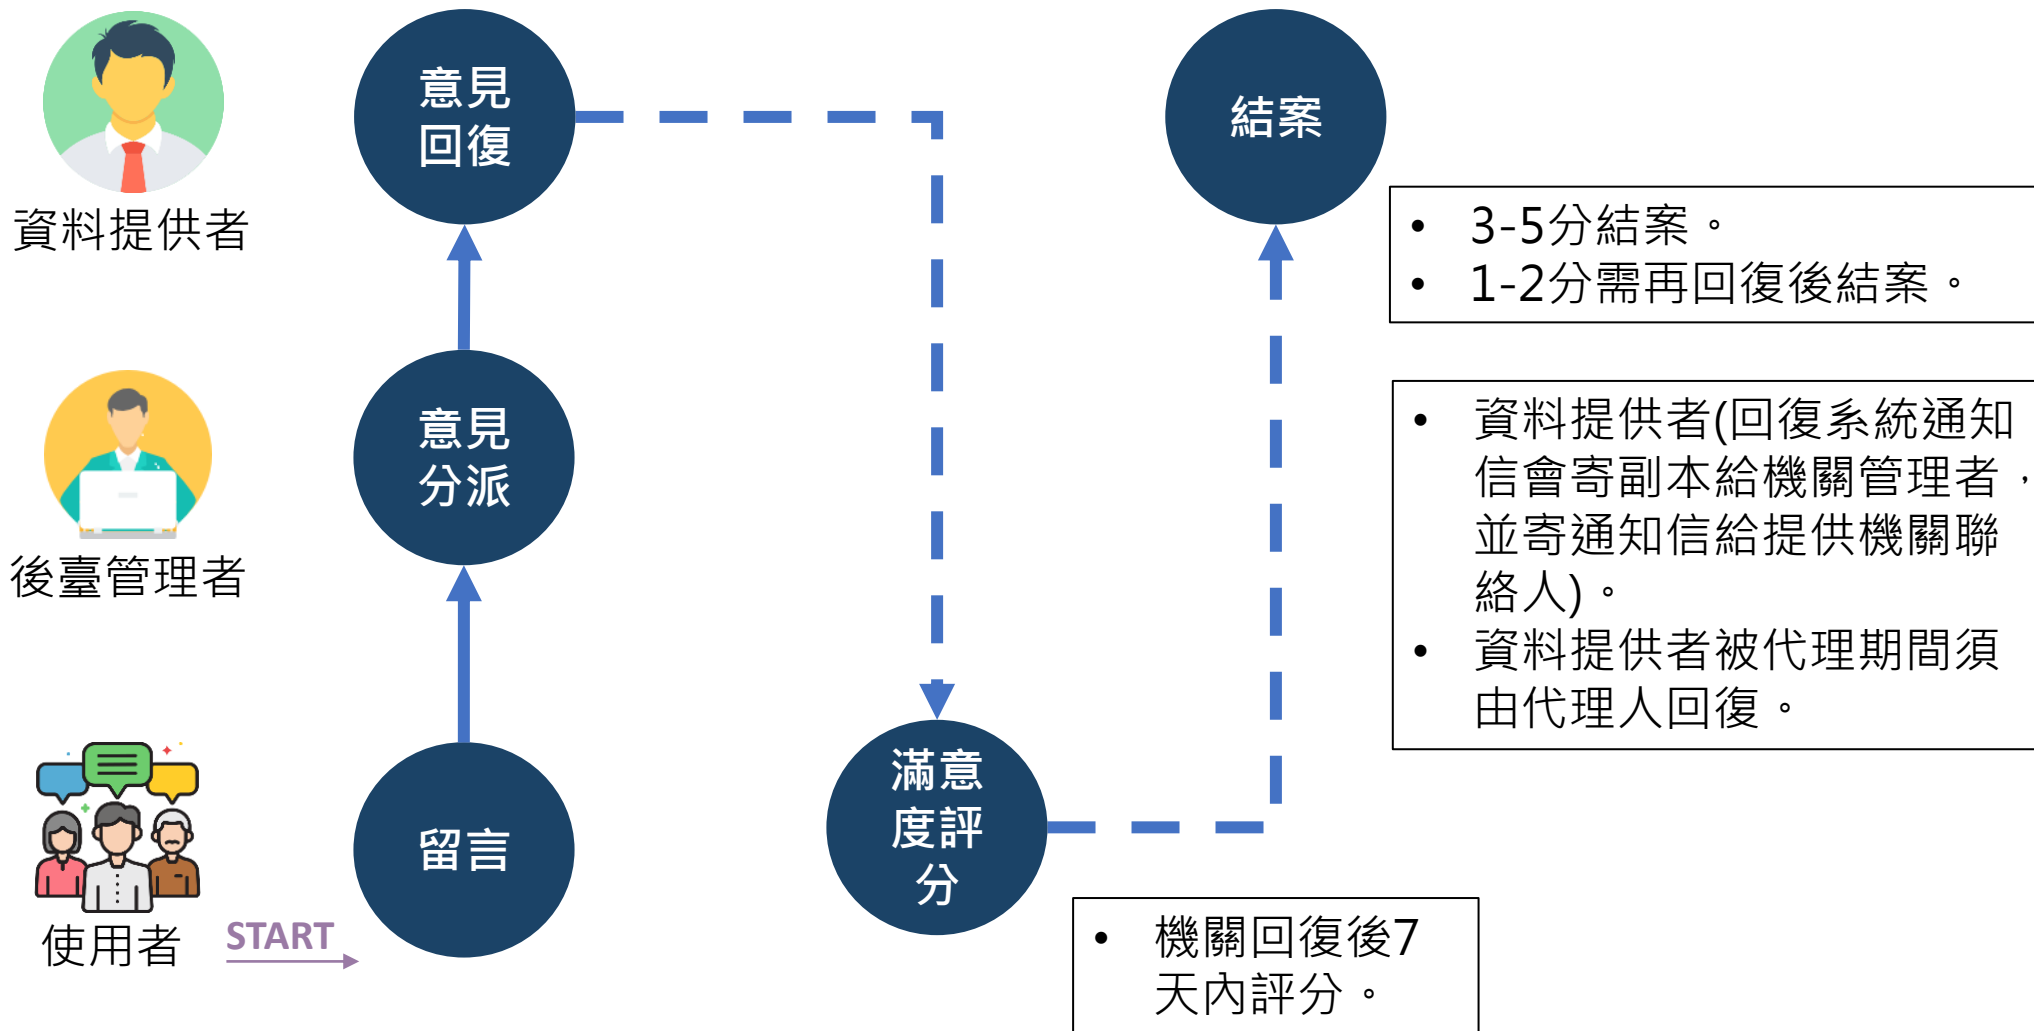 意見
回復
結案
資料提供者
• 3-5分結案。
• 1-2分需再回復後結案。
意見
分派
後臺管理者
• 資料提供者(回復系統通知
信會寄副本給機關管理者，
並寄通知信給提供機關聯
絡人)。
• 資料提供者被代理期間須
由代理人回復。
留言
滿意
度評
分
使用者
START
• 機關回復後7
天內評分。